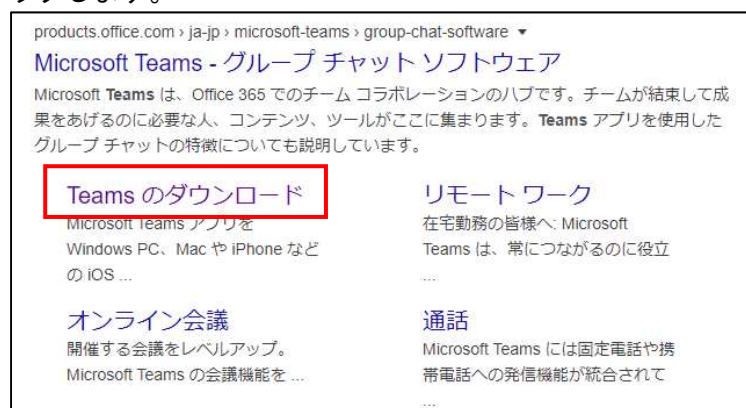 products.office.com › ja-jp › microsoft-teams › group-chat-software ▼
Microsoft Teams - グループ チャット ソフトウェア
Microsoft Teams は、Office 365 でのチーム コラボレーションのハブです。チームが結束して成
果をあげるのに必要な人、コンテンツ、ツールがここに集まります。Teams アプリを使用した
グループ チャットの特徴についても説明しています。
Teams のダウンロード
Microsoft Teams アプリを
Windows PC、Mac や iPhone など
の iOS ...
リモート ワーク
在宅勤務の皆様へ: Microsoft
Teams は、常につながるのに役立
...
オンライン会議
開催する会議をレベルアップ。
Microsoft Teams の会議機能を ...
通話
Microsoft Teams には固定電話や携
帯電話への発信機能が統合されて
...